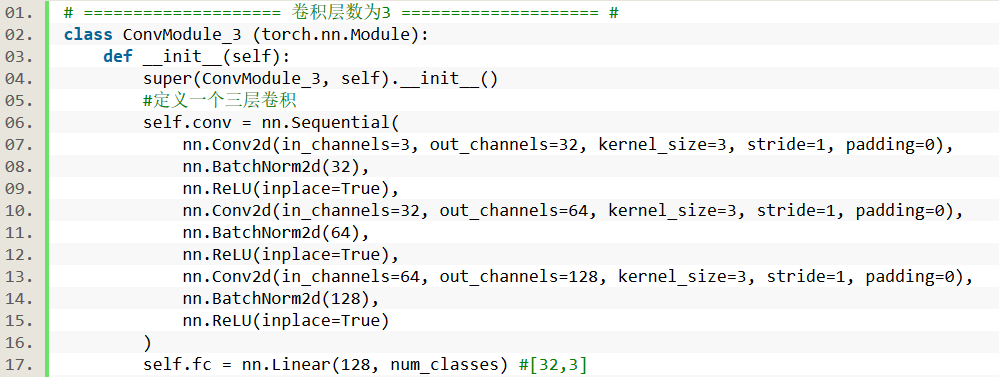 01. # ==================== 卷积层数为3 ==================== #
02. class ConvModule_3 (torch.nn.Module):
03.     def __init__(self):
04.         super(ConvModule_3, self).__init__()
05.         #定义一个三层卷积
06.         self.conv = nn.Sequential(
07.             nn.Conv2d(in_channels=3, out_channels=32, kernel_size=3, stride=1, padding=0),
08.             nn.BatchNorm2d(32),
09.             nn.ReLU(inplace=True),
10.             nn.Conv2d(in_channels=32, out_channels=64, kernel_size=3, stride=1, padding=0),
11.             nn.BatchNorm2d(64),
12.             nn.ReLU(inplace=True),
13.             nn.Conv2d(in_channels=64, out_channels=128, kernel_size=3, stride=1, padding=0),
14.             nn.BatchNorm2d(128),
15.             nn.ReLU(inplace=True)
16.         )
17.         self.fc = nn.Linear(128, num_classes) #[32,3]